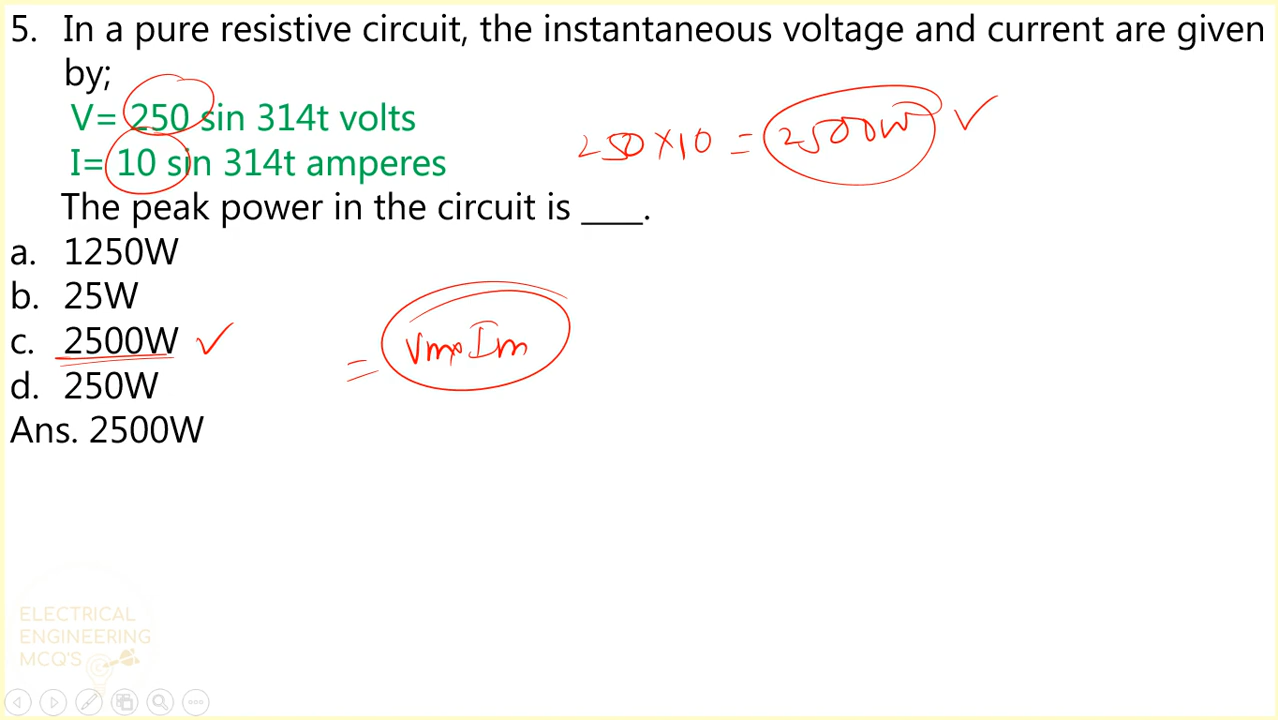 5. In a pure resistive circuit, the instantaneous voltage and current are given
by;
V= 250 sin 314t volts
250 × 10 = 2500W ✓
I= 10 sin 314t amperes
The peak power in the circuit is ____.
a. 1250W
b. 25W
c. 2500W ✓
= Vm × Im
d. 250W
Ans. 2500W
ELECTRICAL
ENGINEERING
MCQ'S